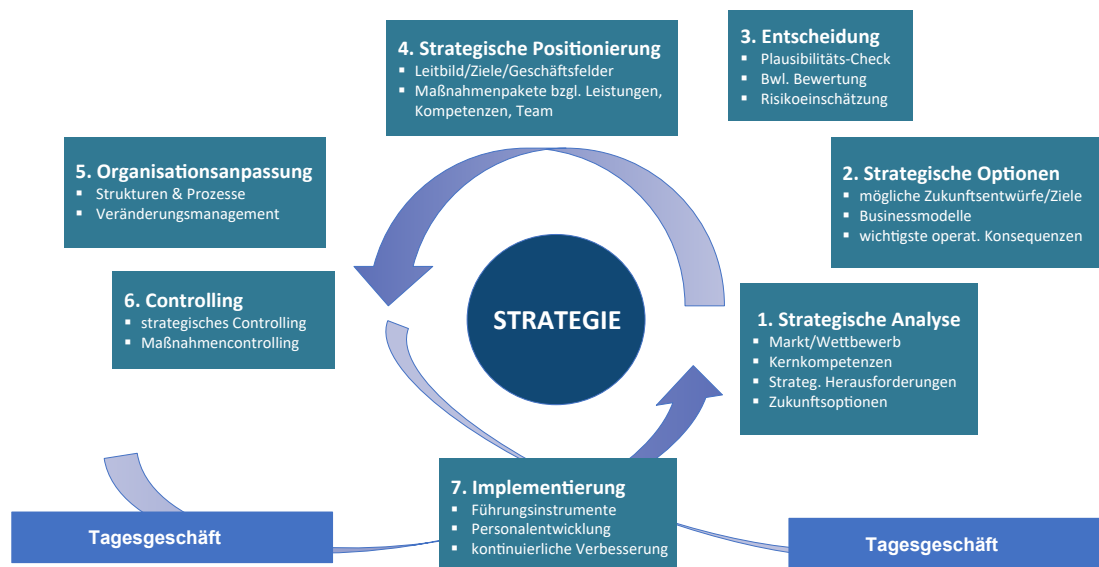 4. Strategische Positionierung
▪ Leitbild/Ziele/Geschäftsfelder
▪ Maßnahmenpakete bzgl. Leistungen,
Kompetenzen, Team
3. Entscheidung
▪ Plausibilitäts-Check
▪ Bwl. Bewertung
▪ Risikoeinschätzung
5. Organisationsanpassung
▪ Strukturen & Prozesse
▪ Veränderungsmanagement
2. Strategische Optionen
▪ mögliche Zukunftsentwürfe/Ziele
▪ Businessmodelle
▪ wichtigste operat. Konsequenzen
6. Controlling
▪ strategisches Controlling
▪ Maßnahmencontrolling
STRATEGIE
1. Strategische Analyse
▪ Markt/Wettbewerb
▪ Kernkompetenzen
▪ Strateg. Herausforderungen
▪ Zukunftsoptionen
7. Implementierung
▪ Führungsinstrumente
▪ Personalentwicklung
▪ kontinuierliche Verbesserung
Tagesgeschäft
Tagesgeschäft